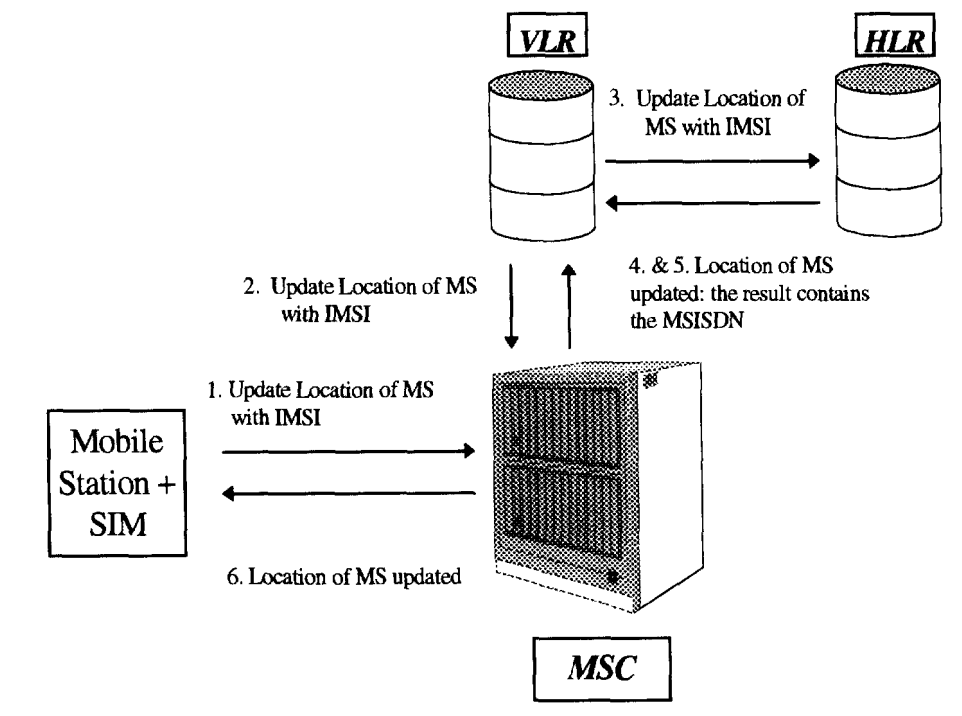 VLR
HLR
3. Update Location of
MS with IMSI
2. Update Location of MS
with IMSI
4. & 5. Location of MS
updated: the result contains
the MSISDN
1. Update Location of MS
with IMSI
Mobile
Station +
SIM
6. Location of MS updated
MSC